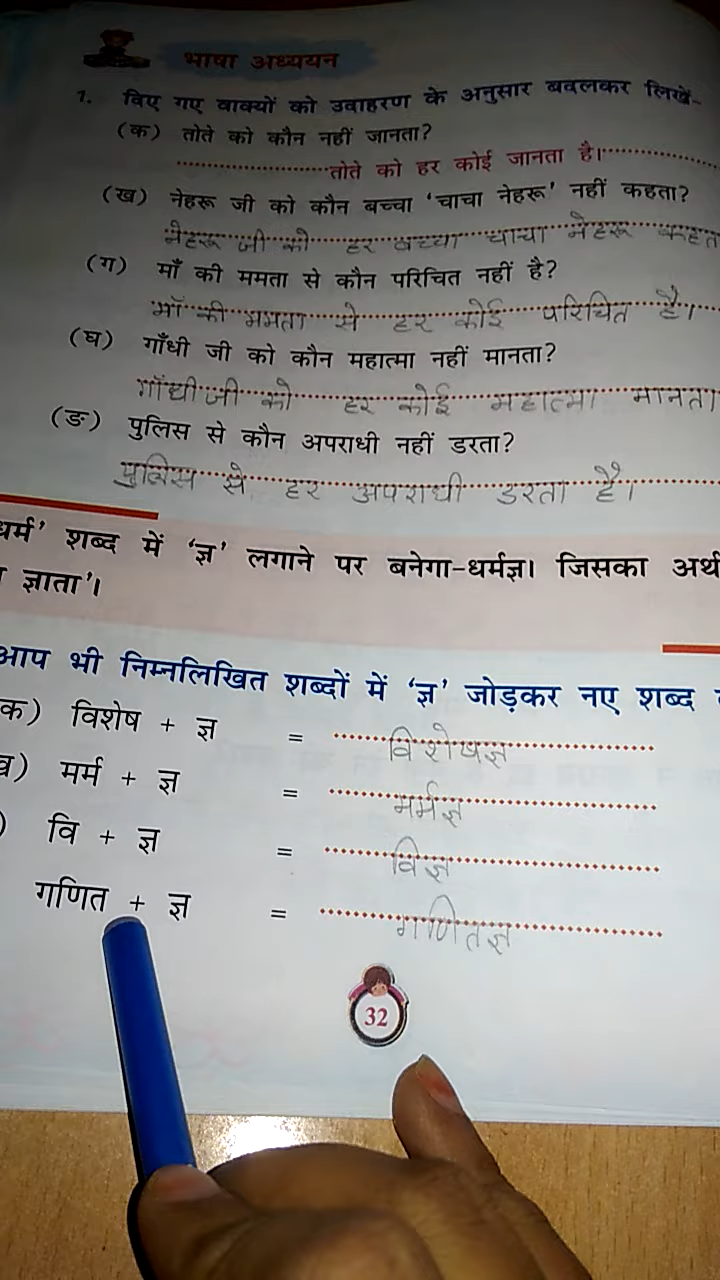 भाषा अध्ययन
1. दिए गए वाक्यों को उदाहरण के अनुसार बदलकर लिखें-
(क) तोते को कौन नहीं जानता?
तोते को हर कोई जानता है।
(ख) नेहरू जी को कौन बच्चा 'चाचा नेहरू' नहीं कहता?
नेहरू जी को हर बच्चा चाचा नेहरू कहत
(ग) माँ की ममता से कौन परिचित नहीं है?
माँ की ममता से हर कोई परिचित है।
(घ) गाँधी जी को कौन महात्मा नहीं मानता?
गाँधीजी को हर कोई महात्मा मानता
(ङ) पुलिस से कौन अपराधी नहीं डरता?
पुलिस से हर अपराधी डरता है।
धर्म' शब्द में 'ज्ञ' लगाने पर बनेगा-धर्मज्ञ। जिसका अर्थ
ज्ञाता'।
आप भी निम्नलिखित शब्दों में 'ज्ञ' जोड़कर नए शब्द
क) विशेष + ज्ञ = विशेषज्ञ
ख) मर्म + ज्ञ = मर्मज्ञ
) वि + ज्ञ = विज्ञ
गणित + ज्ञ = गणितज्ञ
32